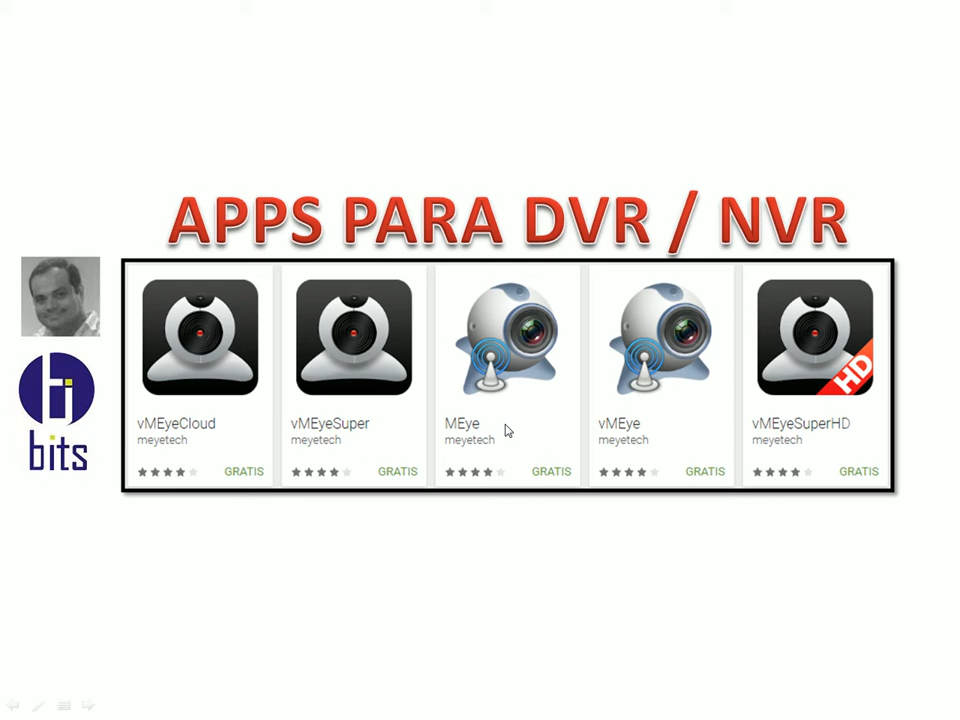 APPS PARA DVR / NVR
vMEyeCloud
meyetech
GRATIS
vMEyeSuper
meyetech
GRATIS
MEye
meyetech
GRATIS
vMEye
meyetech
GRATIS
HD
vMEyeSuperHD
meyetech
GRATIS
bits